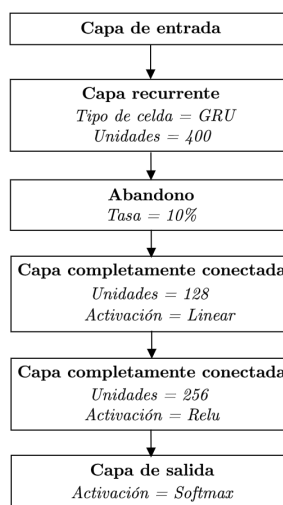 Capa de entrada
Capa recurrente
Tipo de celda = GRU
Unidades = 400
Abandono
Tasa = 10%
Capa completamente conectada
Unidades = 128
Activación = Linear
Capa completamente conectada
Unidades = 256
Activación = Relu
Capa de salida
Activación = Softmax